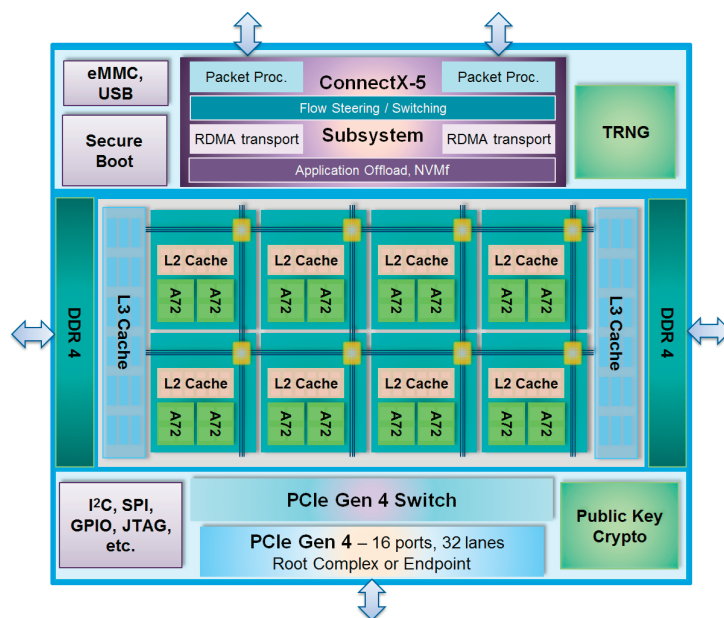 eMMC,
USB
Packet Proc.
ConnectX-5
Packet Proc.
Flow Steering / Switching
Secure
Boot
RDMA transport
Subsystem
RDMA transport
Application Offload, NVMf
TRNG
DDR 4
L3 Cache
L2 Cache
A72 A72
L2 Cache
A72 A72
L2 Cache
A72 A72
L2 Cache
A72 A72
L2 Cache
A72 A72
L2 Cache
A72 A72
L2 Cache
A72 A72
L2 Cache
A72 A72
L3 Cache
DDR 4
I²C, SPI,
GPIO, JTAG,
etc.
PCIe Gen 4 Switch
PCIe Gen 4 – 16 ports, 32 lanes
Root Complex or Endpoint
Public Key
Crypto